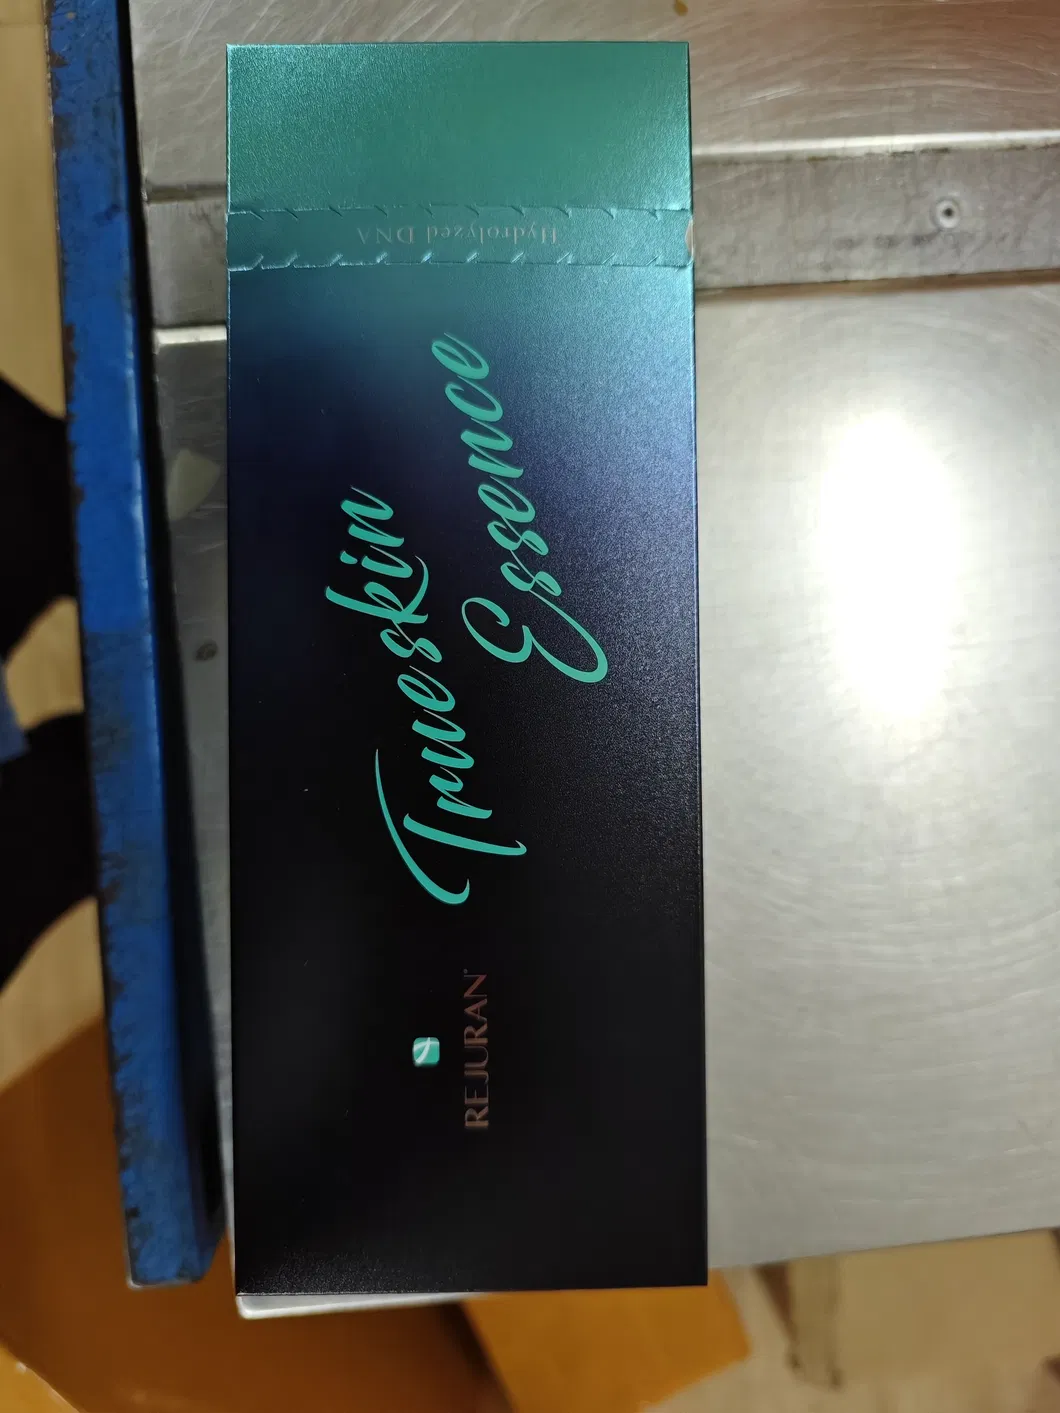 REJURAN
Trueskin
Essence
Hydrolyzed DNA